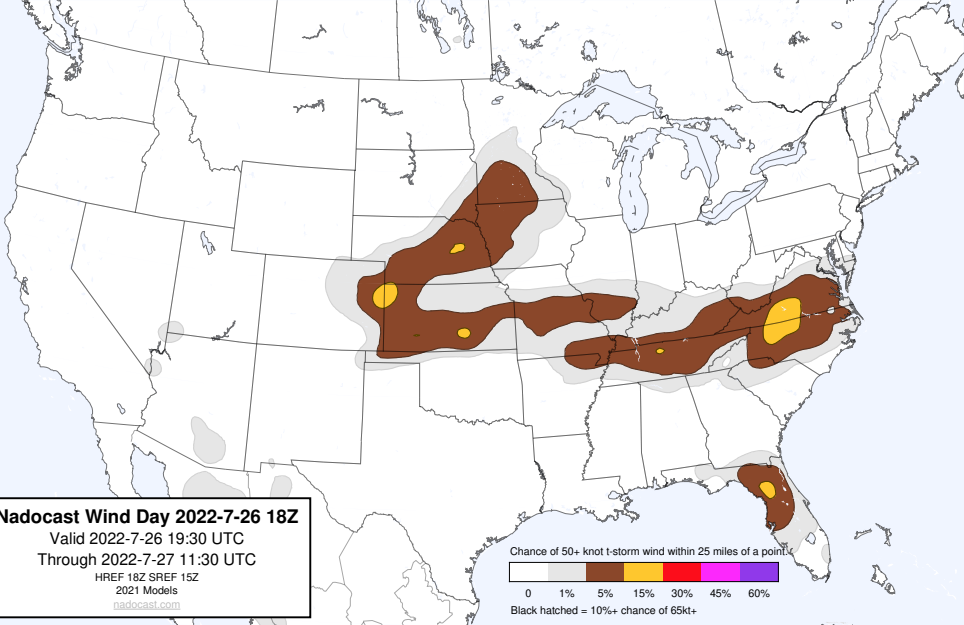 Nadocast Wind Day 2022-7-26 18Z
Valid 2022-7-26 19:30 UTC
Through 2022-7-27 11:30 UTC
HREF 18Z SREF 15Z
2021 Models
nadocast.com
Chance of 50+ knot t-storm wind within 25 miles of a point.
0 1% 5% 15% 30% 45% 60%
Black hatched = 10%+ chance of 65kt+